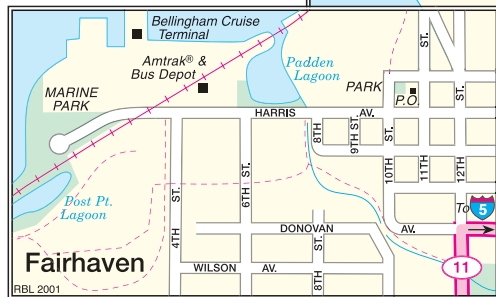 Bellingham Cruise
Terminal
Amtrak® &
Bus Depot
Padden
Lagoon
MARINE
PARK
PARK
P.O.
ST.
ST.
HARRIS AV.
8TH
9TH ST.
ST.
10TH
11TH
12TH
Post Pt.
Lagoon
ST.
4TH
ST.
6TH
To 5
DONOVAN AV.
ST.
8TH
11
Fairhaven
WILSON AV.
RBL 2001